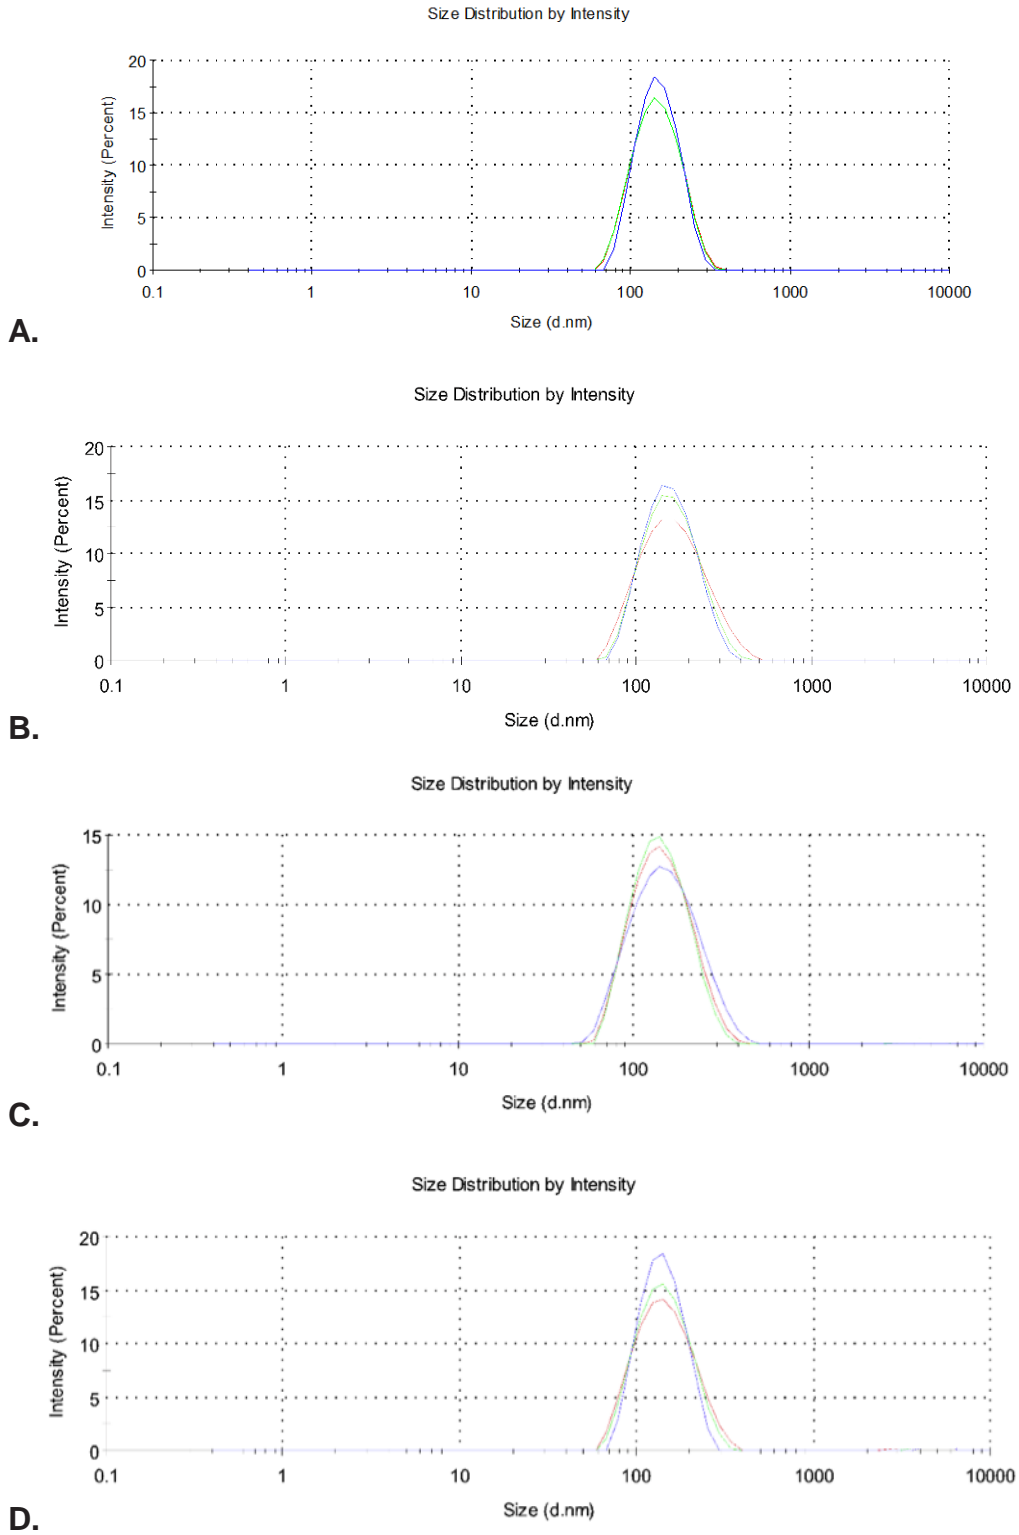 Size Distribution by Intensity
Intensity (Percent)
20
15
10
5
0
0.1 1 10 100 1000 10000
Size (d.nm)
A.
Size Distribution by Intensity
Intensity (Percent)
20
15
10
5
0
0.1 1 10 100 1000 10000
Size (d.nm)
B.
Size Distribution by Intensity
Intensity (Percent)
15
10
5
0
0.1 1 10 100 1000 10000
Size (d.nm)
C.
Size Distribution by Intensity
Intensity (Percent)
20
15
10
5
0
0.1 1 10 100 1000 10000
Size (d.nm)
D.